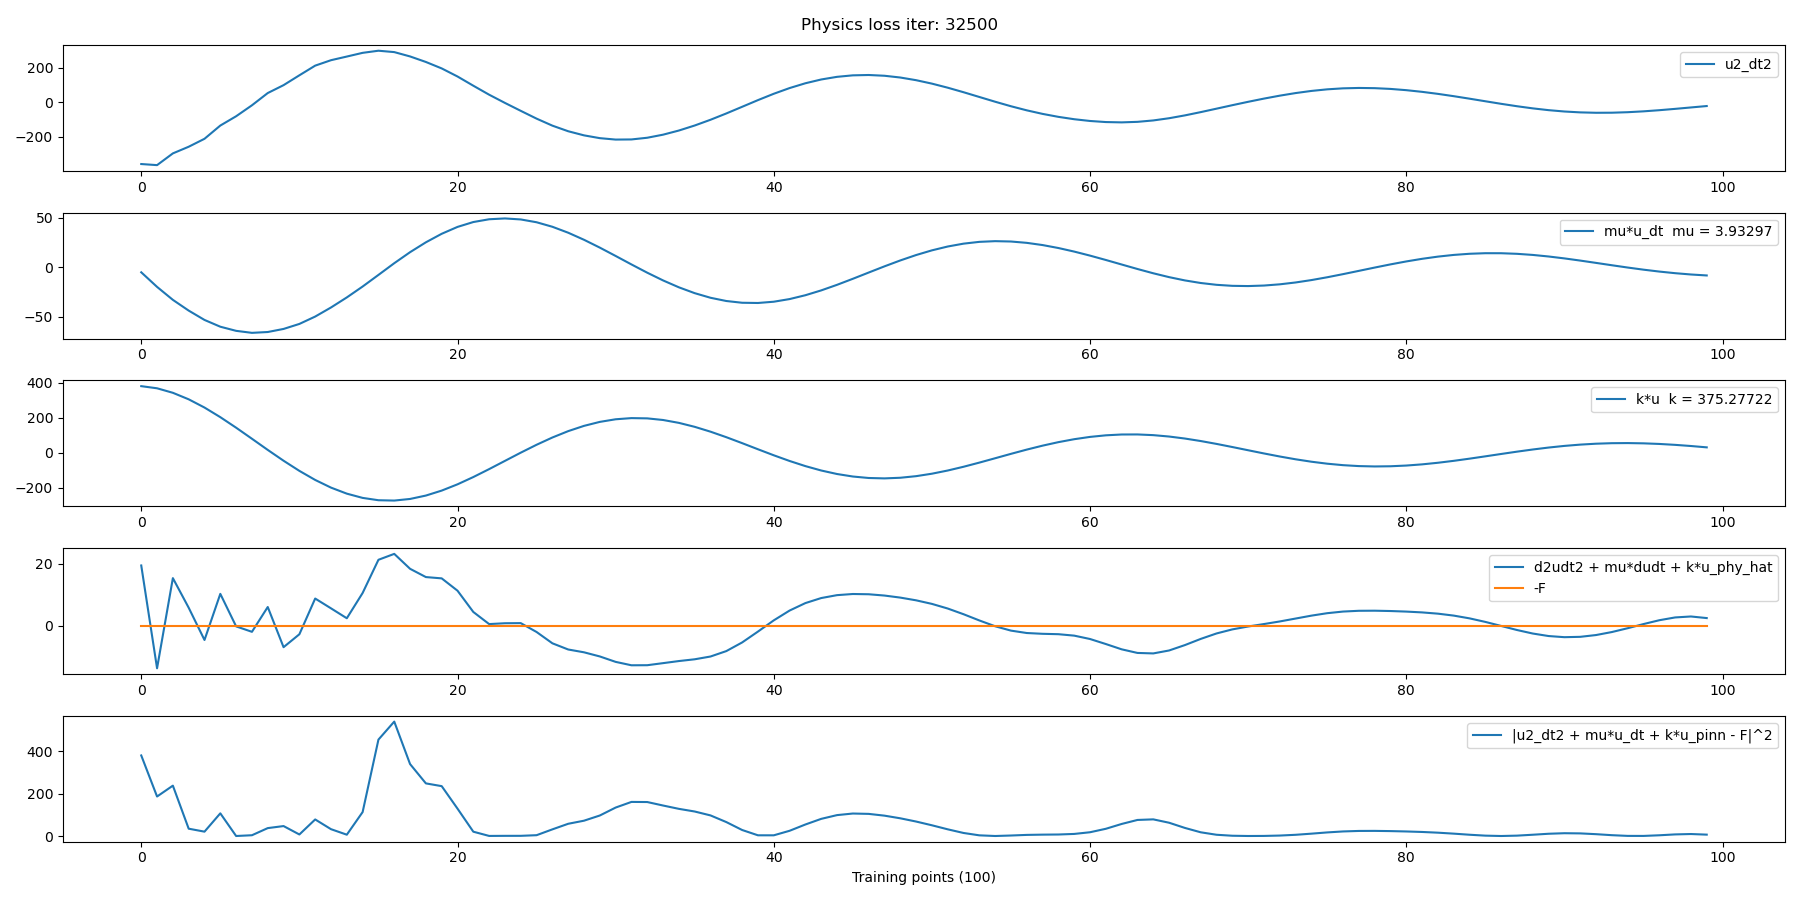 Physics loss iter: 32500
200
0
−200
u2_dt2
0 20 40 60 80 100
50
0
−50
mu*u_dt  mu = 3.93297
0 20 40 60 80 100
400
200
0
−200
k*u  k = 375.27722
0 20 40 60 80 100
20
0
d2udt2 + mu*dudt + k*u_phy_hat
-F
0 20 40 60 80 100
400
200
0
|u2_dt2 + mu*u_dt + k*u_pinn - F|^2
0 20 40 60 80 100
Training points (100)